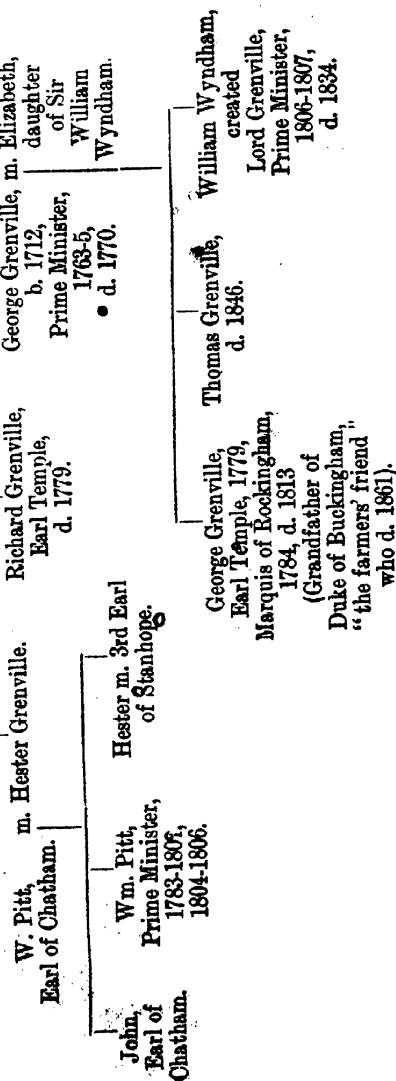 W. Pitt,
Earl of Chatham.
m. Hester Grenville.
Richard Grenville,
Earl Temple,
d. 1779.
George Grenville,
b. 1712,
Prime Minister,
1763-5,
d. 1770.
m. Elizabeth,
daughter
of Sir
William
Wyndham.
John,
Earl of
Chatham.
Wm. Pitt,
Prime Minister,
1783-180
1804-1806.
Hester m. 3rd Earl
of Stanhope.
George Grenville,
Earl Temple, 1779,
Marquis of Rockingham,
1784, d. 1813
(Grandfather of
Duke of Buckingham,
"the farmers' friend"
who d. 1861).
Thomas Grenville,
d. 1846.
William Wyndham,
created
Lord Grenville,
Prime Minister,
1806-1807,
d. 1834.